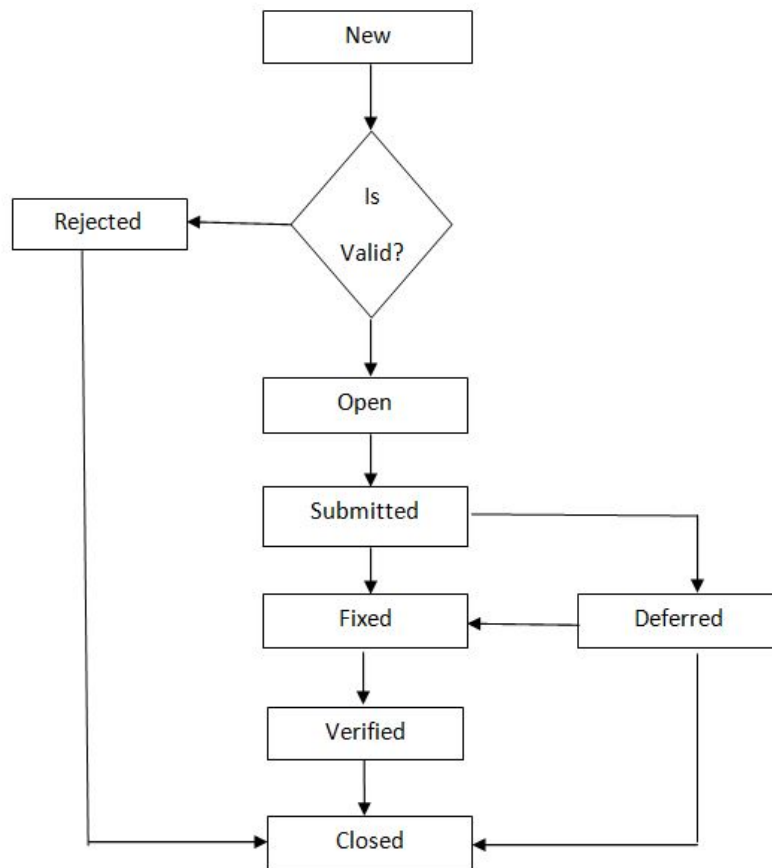 New
Is
Valid?
Rejected
Open
Submitted
Fixed
Deferred
Verified
Closed